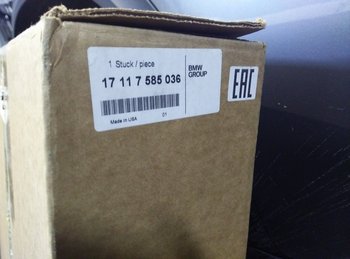 1 Stuck / piece
17 11 7 585 036
Made in USA
01
BMW
GROUP
EAC